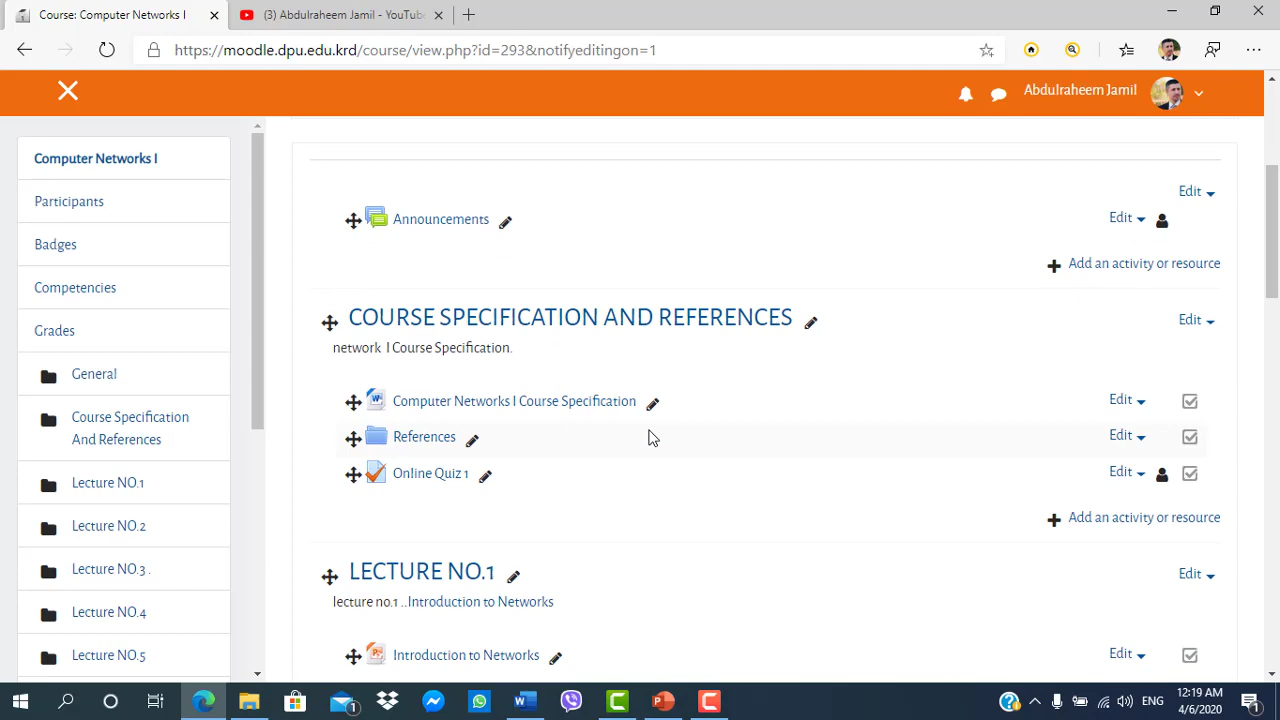 Course: Computer Networks I
(3) Abdulraheem Jamil - YouTube
https://moodle.dpu.edu.krd/course/view.php?id=293&notifyeditingon=1
Abdulraheem Jamil
Computer Networks I
Participants
Badges
Competencies
Grades
General
Course Specification
And References
Lecture NO.1
Lecture NO.2
Lecture NO.3 .
Lecture NO.4
Lecture NO.5
Edit
Announcements
Edit
Add an activity or resource
COURSE SPECIFICATION AND REFERENCES
Edit
network I Course Specification.
Computer Networks I Course Specification
Edit
References
Edit
Online Quiz 1
Edit
Add an activity or resource
LECTURE NO.1
Edit
lecture no.1 ..Introduction to Networks
Introduction to Networks
Edit
ENG
12:19 AM
4/6/2020